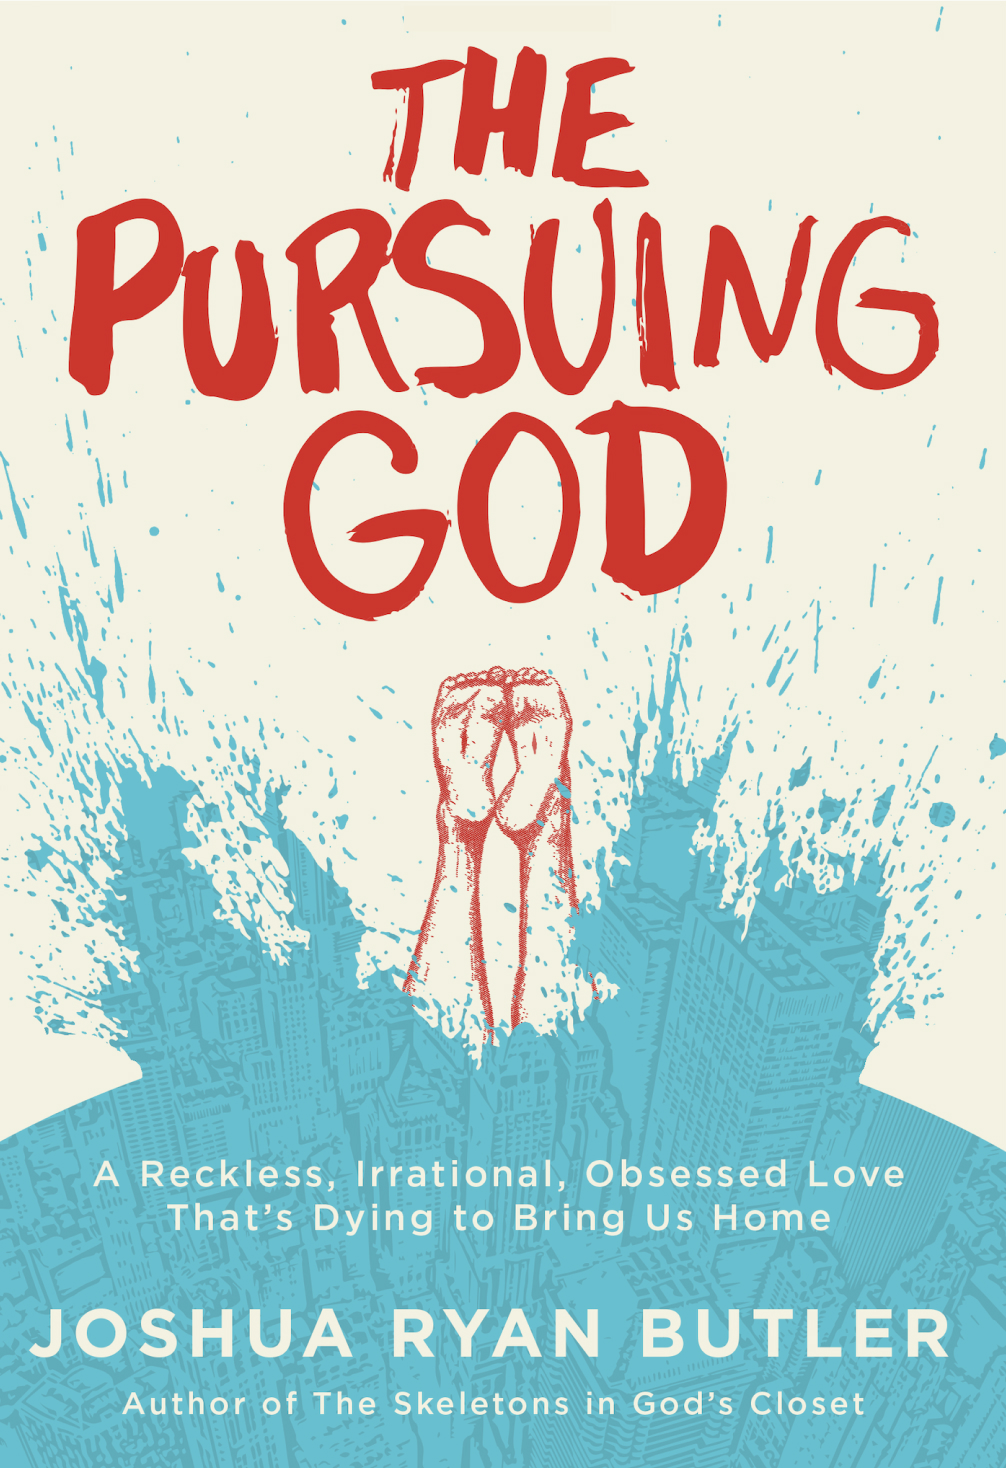 THE
PURSUING
GOD
A Reckless, Irrational, Obsessed Love
That's Dying to Bring Us Home
JOSHUA RYAN BUTLER
Author of The Skeletons in God's Closet